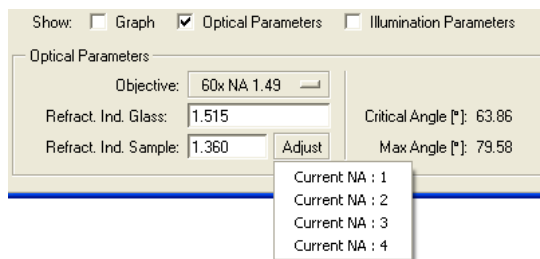 Show: Graph Optical Parameters Illumination Parameters
Optical Parameters
Objective: 60x NA 1.49
Refract. Ind. Glass: 1.515 Critical Angle [°]: 63.86
Refract. Ind. Sample: 1.360 Adjust Max Angle [°]: 79.58
Current NA : 1
Current NA : 2
Current NA : 3
Current NA : 4